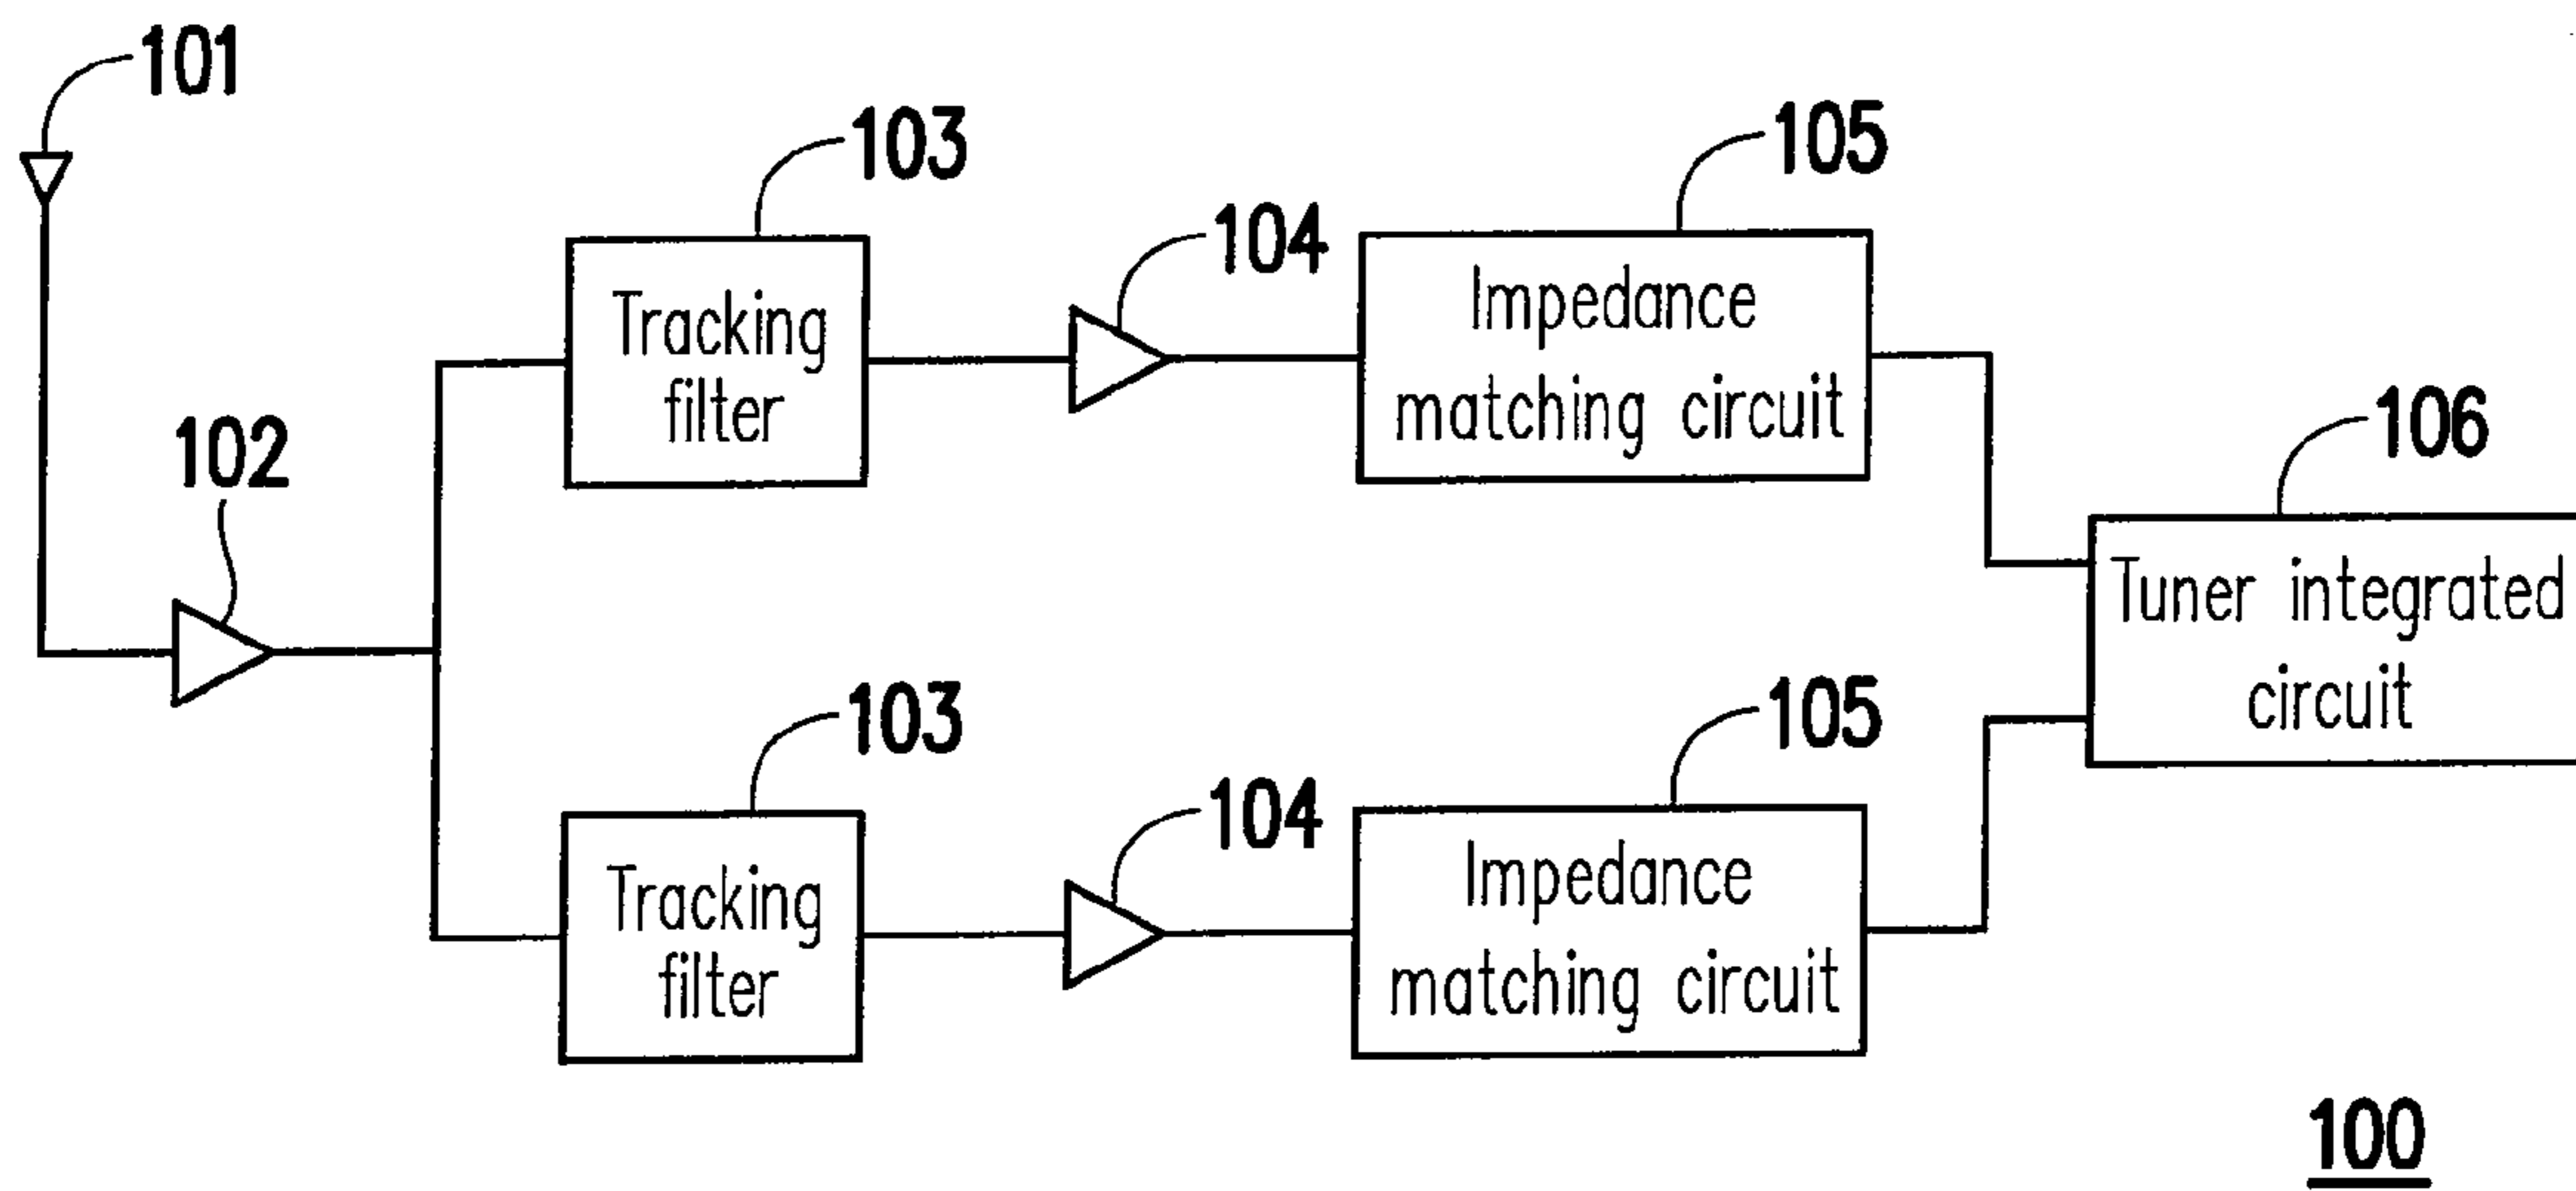 101
103
105
104
Impedance
Tracking
filter
matching circuit
106
102
Tuner integrated
circuit
103
105
104
Impedance
Tracking
filter
matching circuit
100